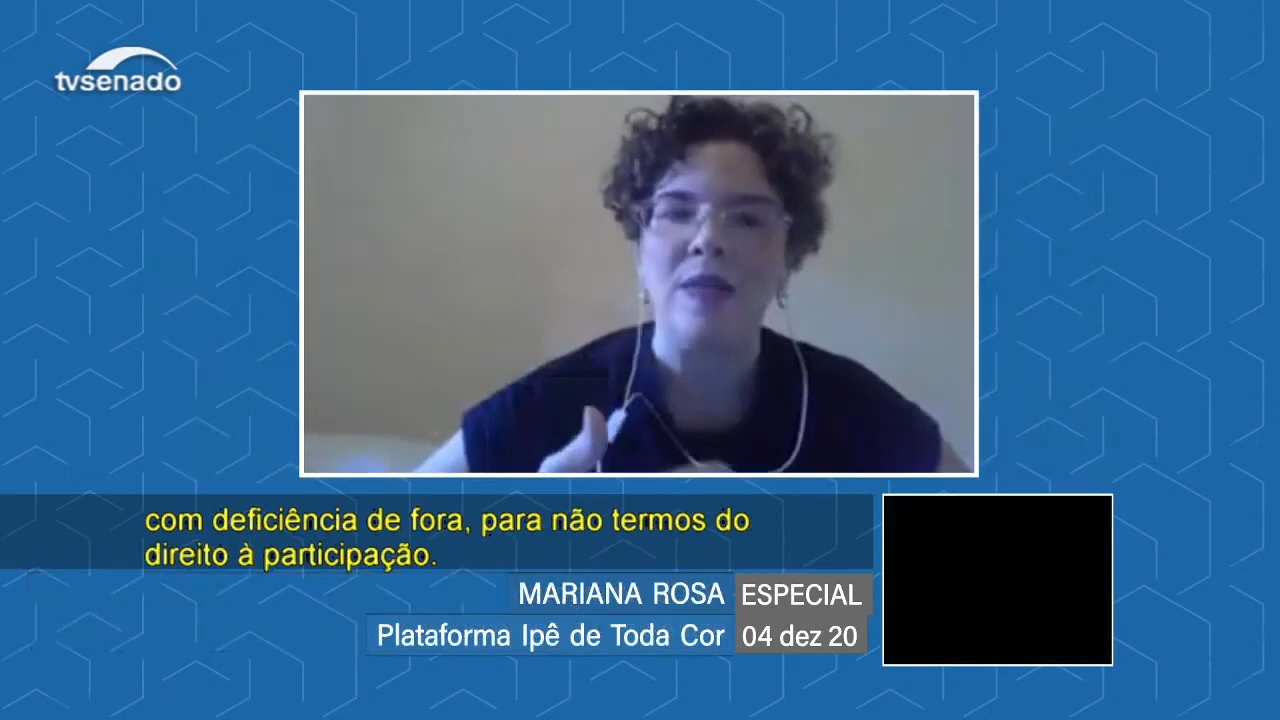 tvsenado
com deficiência de fora, para não termos do
direito à participação.
MARIANA ROSA ESPECIAL
Plataforma Ipê de Toda Cor 04 dez 20